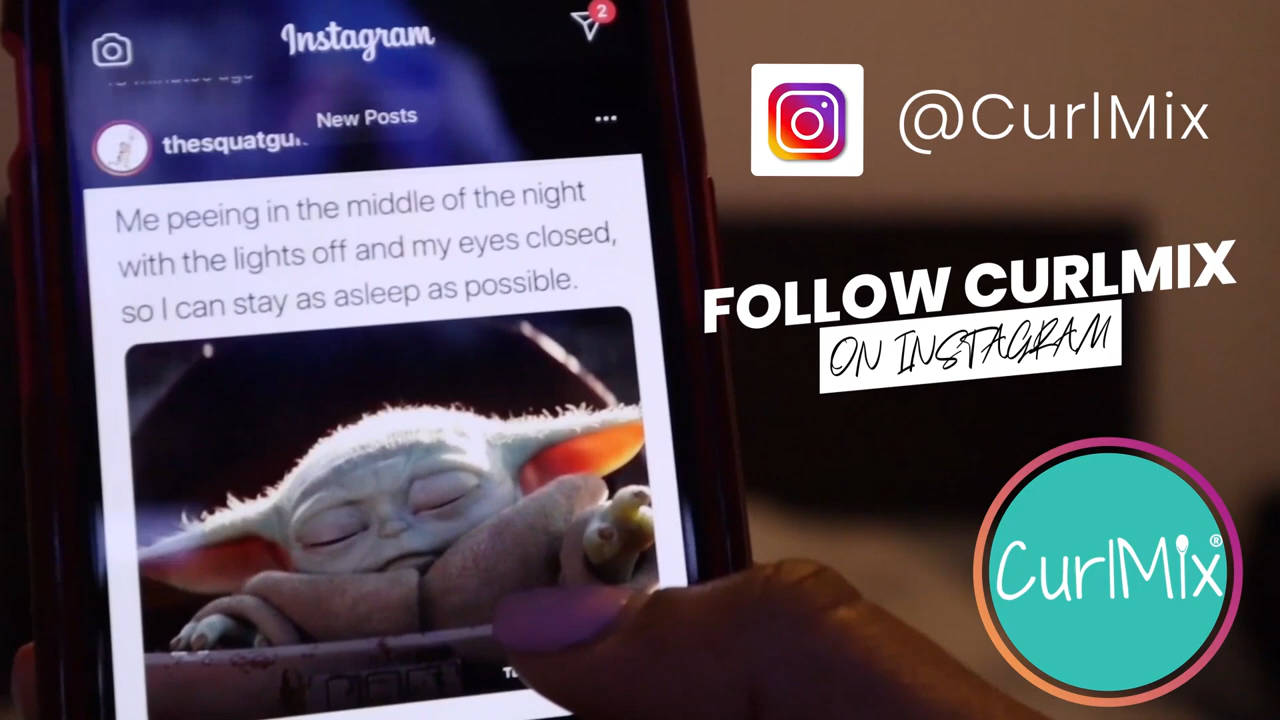 Instagram
2
New Posts
Me peeing in the middle of the night
with the lights off and my eyes closed,
so I can stay as asleep as possible.
@CurlMix
FOLLOW CURLMIX
ON INSTAGRAM
CurlMix®